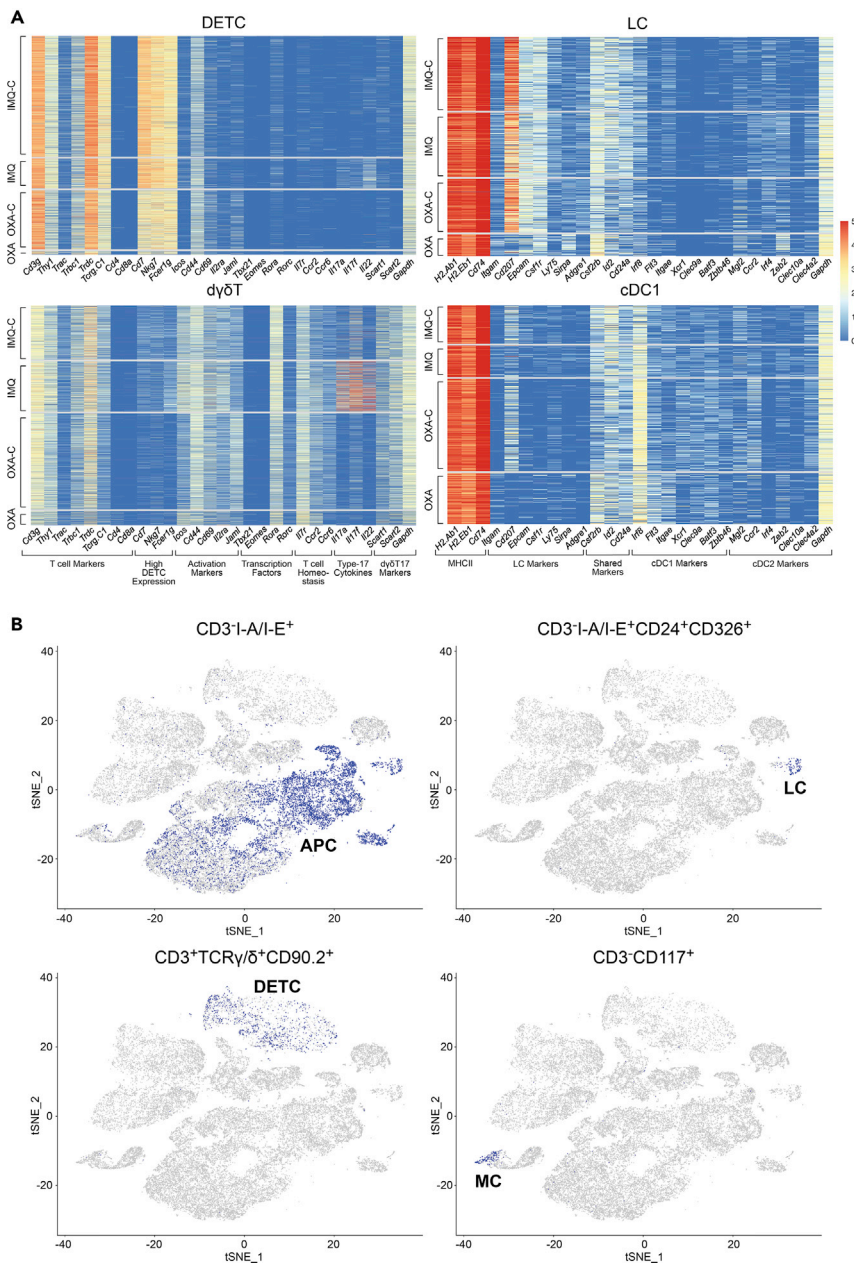 A
DETC
LC
IMQ-C
IMQ
OXA-C
OXA
Cd3g Thy1 Trac Trbc1 Trdc Tcrg.C1 Cd4 Cd8a Cd7 Nkg7 Fcer1g Icos Cd44 Cd69 Il2ra Jaml Tbx21 Eomes Rora Rorc Il7r Ccr2 Ccr6 Il17a Il17f Il22 Scart1 Scart2 Gapdh
IMQ-C
IMQ
OXA-C
OXA
H2.Ab1 H2.Eb1 Cd74 Itgam Cd207 Epcam Csf1r Ly75 Sirpa Adgre1 Csf2rb Id2 Cd24a Irf8 Flt3 Itgae Xcr1 Clec9a Batf3 Zbtb46 Mgl2 Ccr2 Irf4 Zeb2 Clec10a Clec4a2 Gapdh
5
4
3
2
1
0
dγδT
cDC1
IMQ-C
IMQ
OXA-C
OXA
Cd3g Thy1 Trac Trbc1 Trdc Tcrg.C1 Cd4 Cd8a Cd7 Nkg7 Fcer1g Icos Cd44 Cd69 Il2ra Jaml Tbx21 Eomes Rora Rorc Il7r Ccr2 Ccr6 Il17a Il17f Il22 Scart1 Scart2 Gapdh
T cell Markers
High
DETC
Expression
Activation
Markers
Transcription
Factors
T cell
Homeo-
stasis
Type-17
Cytokines
dγδT17
Markers
IMQ-C
IMQ
OXA-C
OXA
H2.Ab1 H2.Eb1 Cd74 Itgam Cd207 Epcam Csf1r Ly75 Sirpa Adgre1 Csf2rb Id2 Cd24a Irf8 Flt3 Itgae Xcr1 Clec9a Batf3 Zbtb46 Mgl2 Ccr2 Irf4 Zeb2 Clec10a Clec4a2 Gapdh
MHCII
LC Markers
Shared
Markers
cDC1 Markers
cDC2 Markers
B
CD3-I-A/I-E+
40
20
0
-20
tSNE_2
APC
-40 -20 0 20
tSNE_1
CD3-I-A/I-E+CD24+CD326+
40
20
0
-20
tSNE_2
LC
-40 -20 0 20
tSNE_1
CD3+TCRγ/δ+CD90.2+
40
20
0
-20
tSNE_2
DETC
-40 -20 0 20
tSNE_1
CD3-CD117+
40
20
0
-20
tSNE_2
MC
-40 -20 0 20
tSNE_1